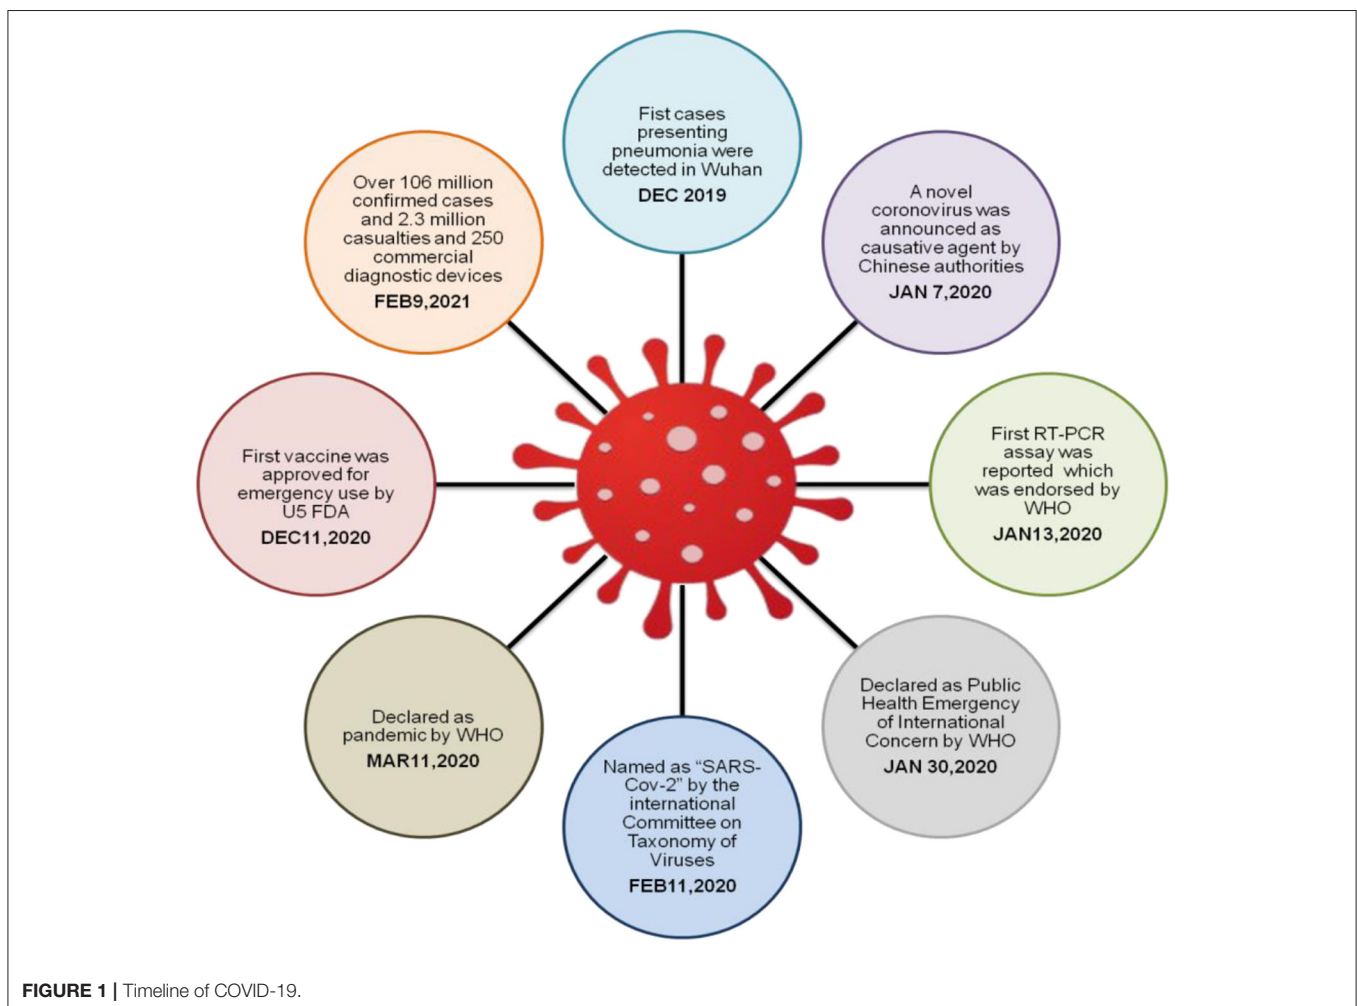 Fist cases
presenting
pneumonia were
detected in Wuhan
DEC 2019
A novel
coronovirus was
announced as
causative agent by
Chinese authorities
JAN 7,2020
First RT-PCR
assay was
reported which
was endorsed by
WHO
JAN13,2020
Declared as Public
Health Emergency
of International
Concern by WHO
JAN 30,2020
Named as “SARS-
Cov-2” by the
international
Committee on
Taxonomy of
Viruses
FEB11,2020
Declared as
pandemic by WHO
MAR11,2020
First vaccine was
approved for
emergency use by
U5 FDA
DEC11,2020
Over 106 million
confirmed cases
and 2.3 million
casualties and 250
commercial
diagnostic devices
FEB9,2021
FIGURE 1 | Timeline of COVID-19.